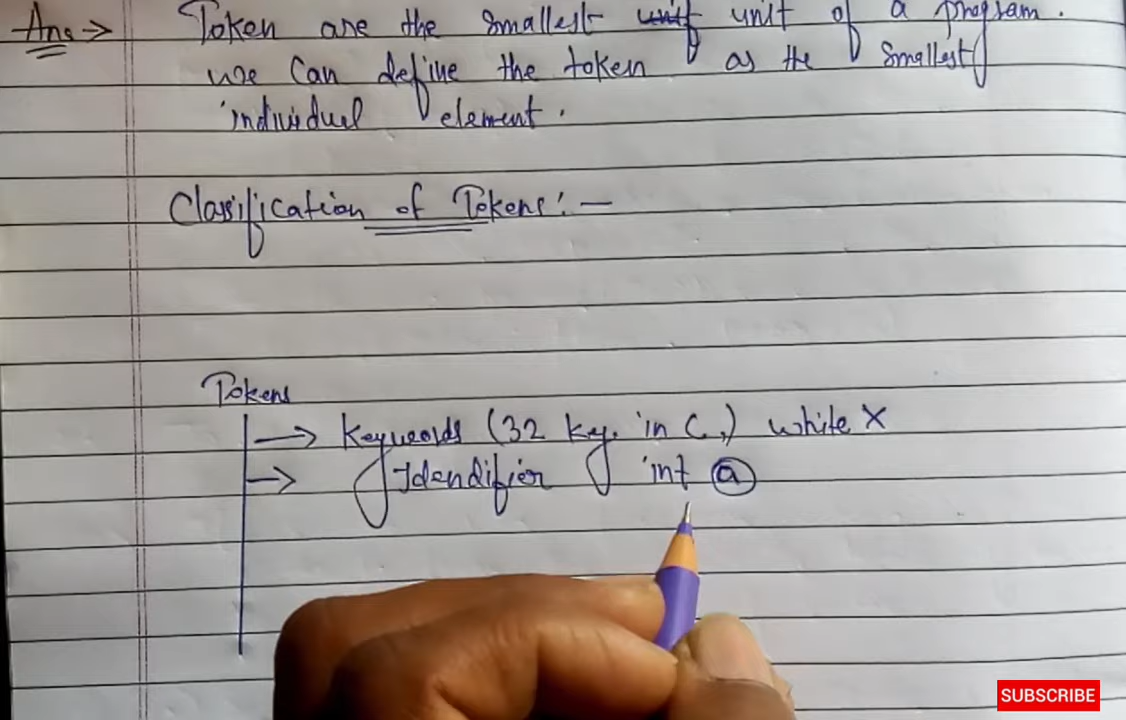 Ans → Token are the smallest unit unit of a program.
we can define the token as the smallest
individual element.
Classification of Tokens: -
Tokens
→ Keywords (32 key. in C,) while X
→ Idendifier int a
SUBSCRIBE